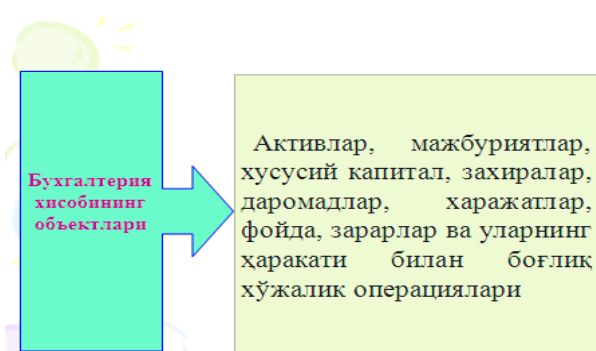 Бухгалтерия
хисобининг
объектлари
Активлар, мажбуриятлар,
хусусий капитал, захиралар,
даромадлар, харажатлар,
фойда, зарарлар ва уларнинг
ҳаракати билан боғлиқ
хўжалик операциялари